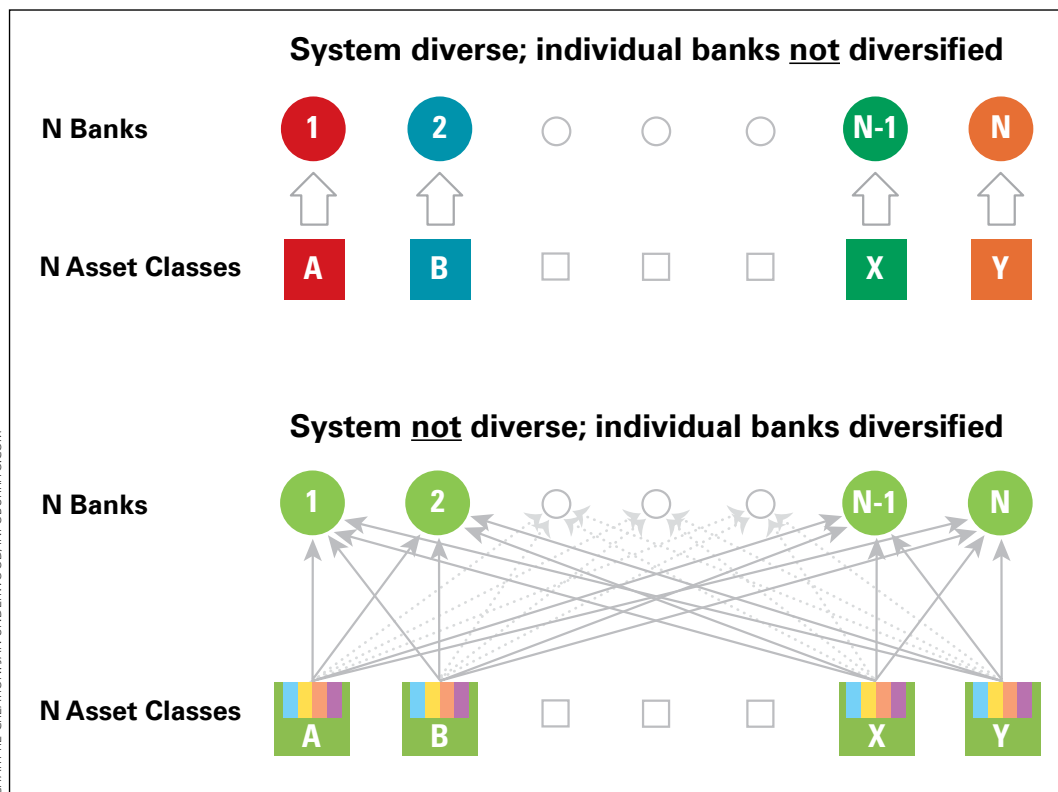 System diverse; individual banks not diversified
N Banks
1
2
N-1
N
N Asset Classes
A
B
X
Y
System not diverse; individual banks diversified
N Banks
1
2
N-1
N
N Asset Classes
A
B
X
Y